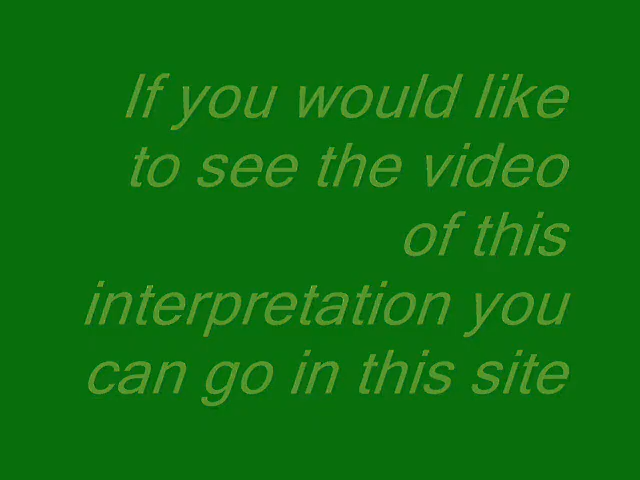 If you would like
to see the video
of this
interpretation you
can go in this site